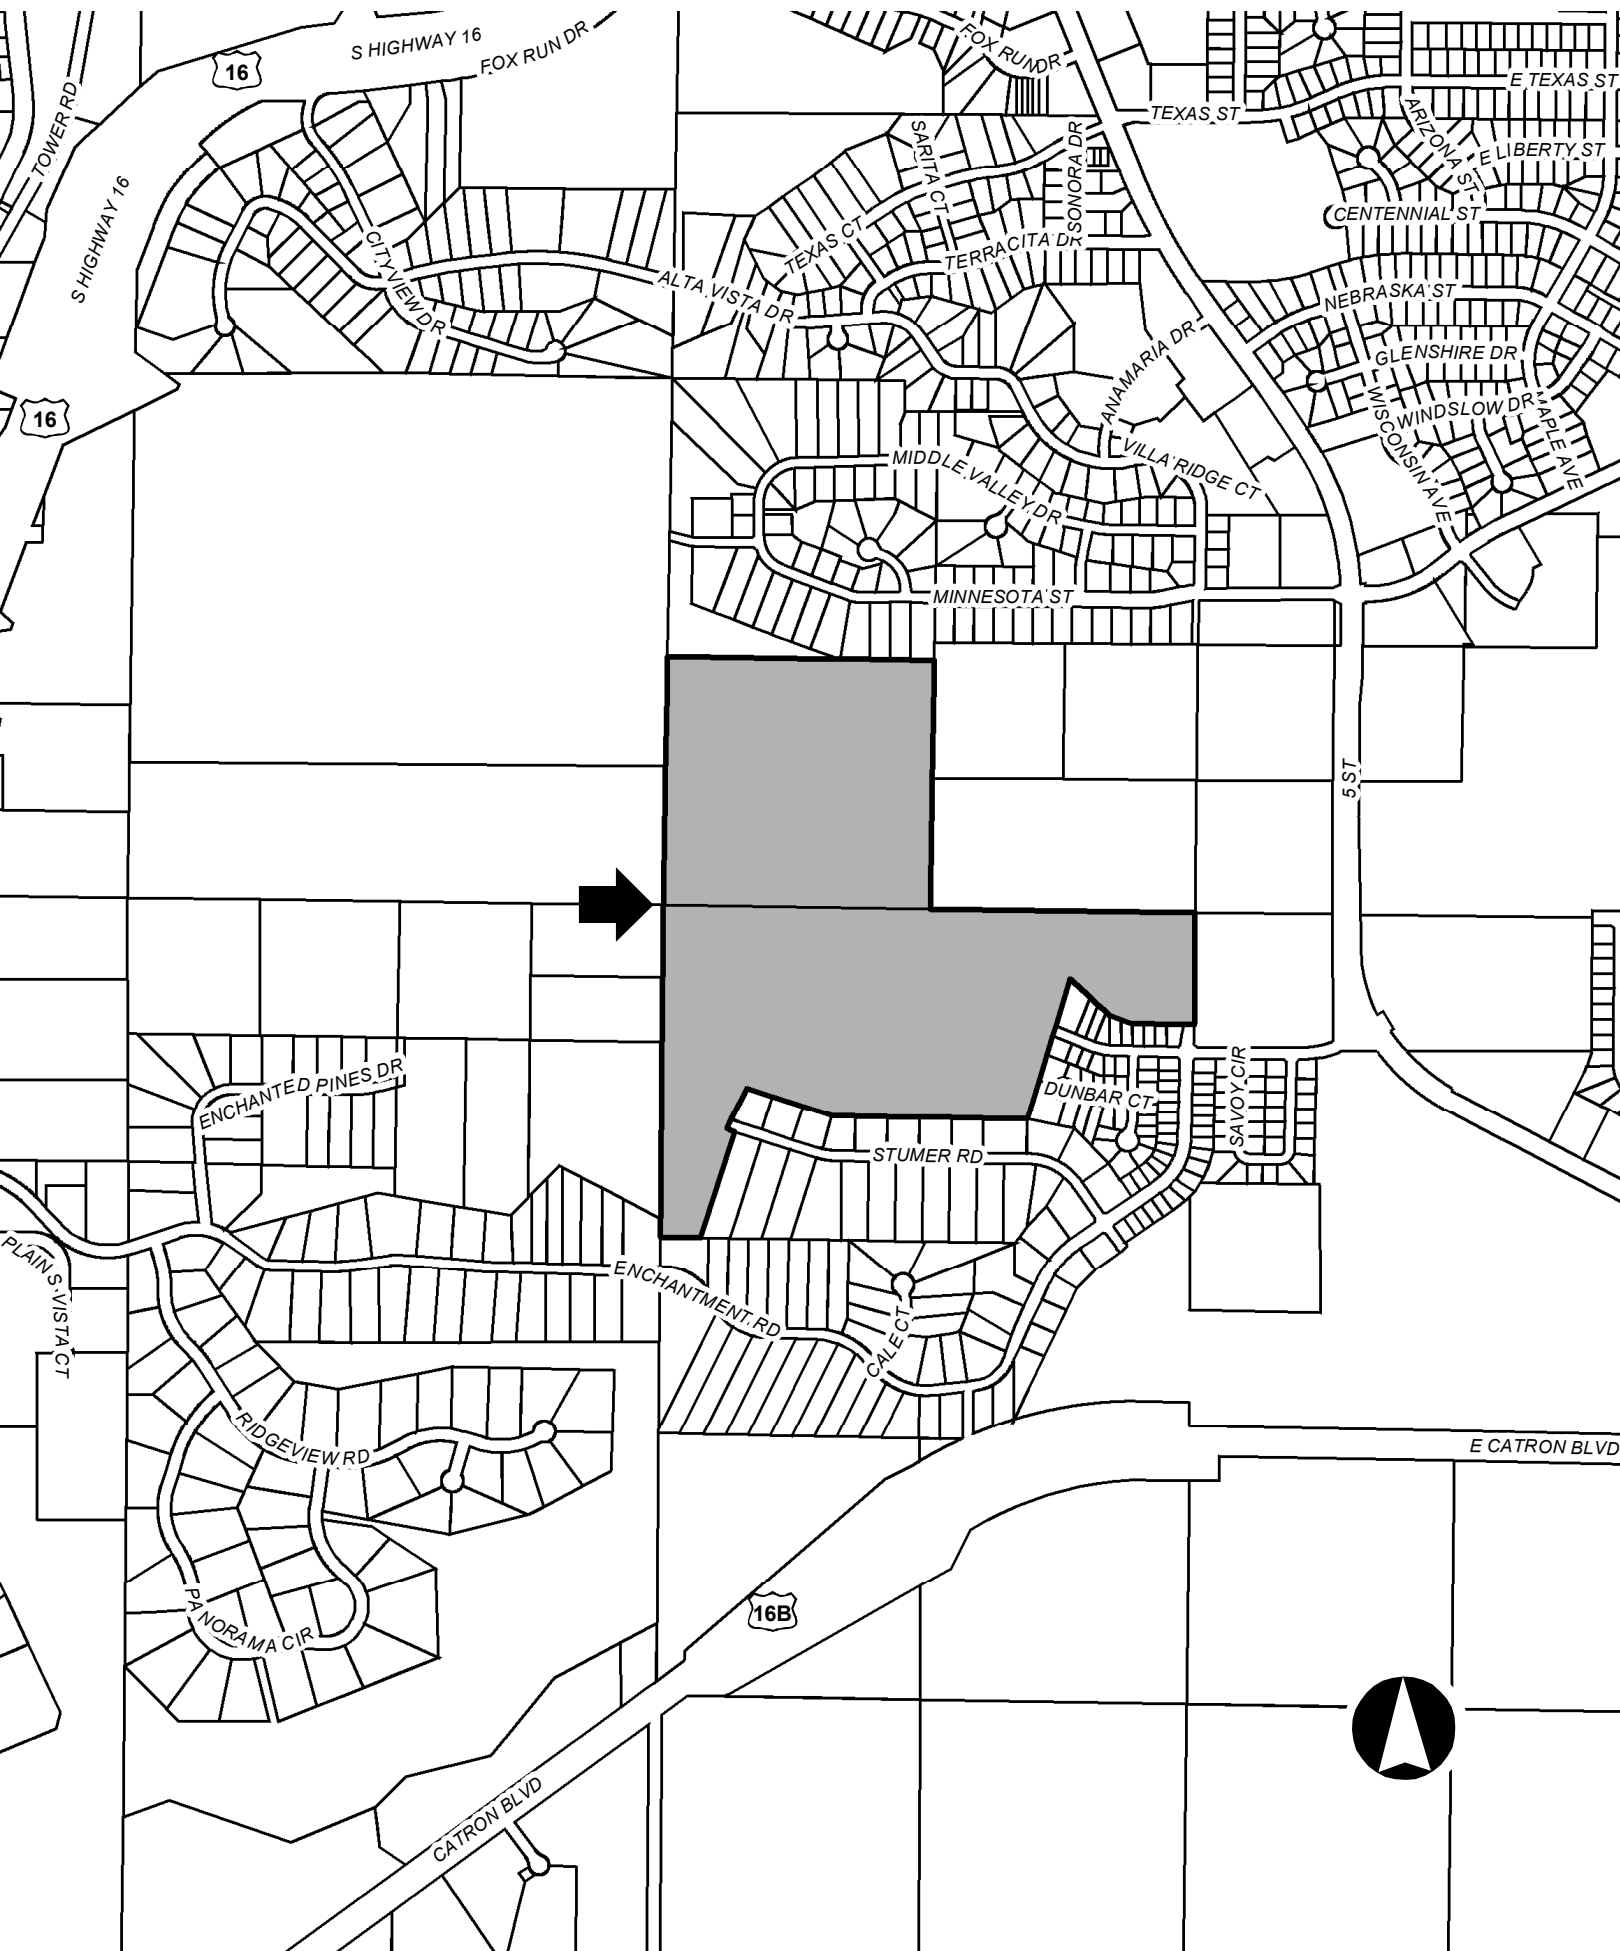 S HIGHWAY 16
FOX RUN DR
FOX RUN DR
16
TOWER RD
E TEXAS ST
TEXAS ST
ARIZONA ST
E LIBERTY ST
SARITA CT
SONORA DR
S HIGHWAY 16
CENTENNIAL ST
CITY VIEW DR
TEXAS CT
TERRACITA DR
ALTA VISTA DR
NEBRASKA ST
ANAMARIA DR
GLENSHIRE DR
16
WISCONSIN AVE
WINDSLOW DR
MAPLE AVE
MIDDLE VALLEY DR
VILLA RIDGE CT
MINNESOTA ST
5 ST
ENCHANTED PINES DR
DUNBAR CT
SAVOY CIR
STUMER RD
PLAINS VISTA CT
ENCHANTMENT RD
CALE CT
RIDGEVIEW RD
E CATRON BLVD
16B
PANORAMA CIR
CATRON BLVD